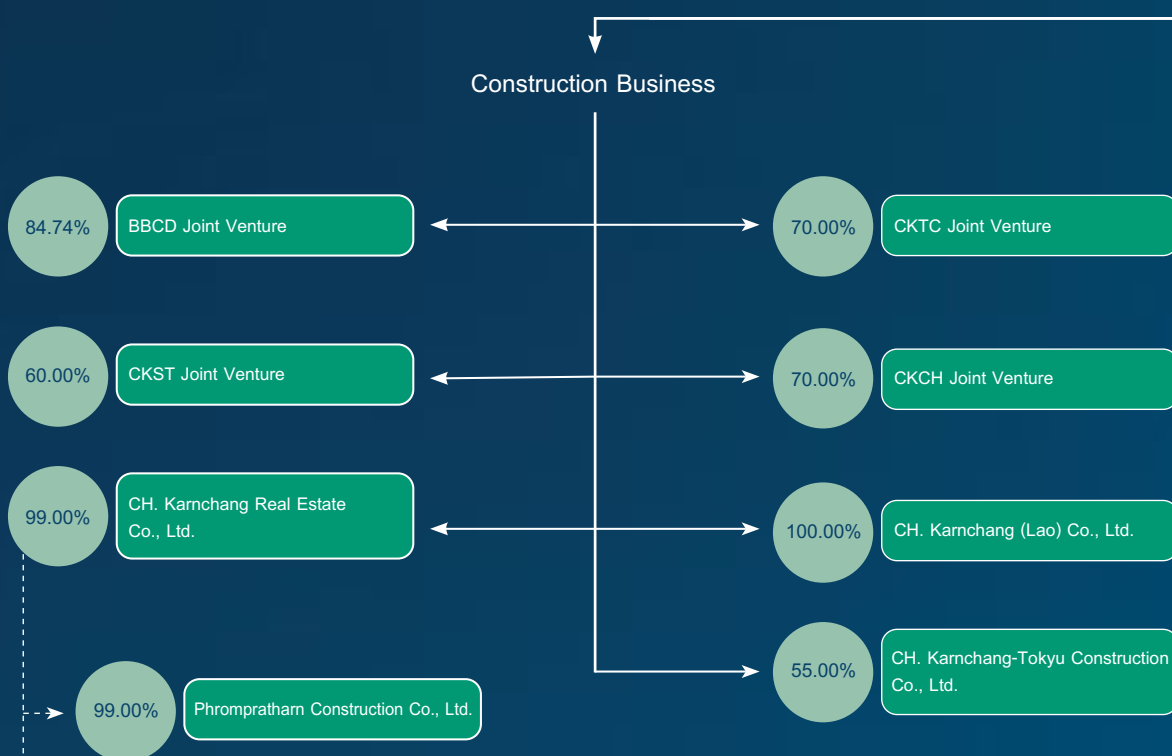 Construction Business
84.74%
BBCD Joint Venture
70.00%
CKTC Joint Venture
60.00%
CKST Joint Venture
70.00%
CKCH Joint Venture
99.00%
CH. Karnchang Real Estate
Co., Ltd.
100.00%
CH. Karnchang (Lao) Co., Ltd.
55.00%
CH. Karnchang-Tokyu Construction
Co., Ltd.
99.00%
Phrompratharn Construction Co., Ltd.